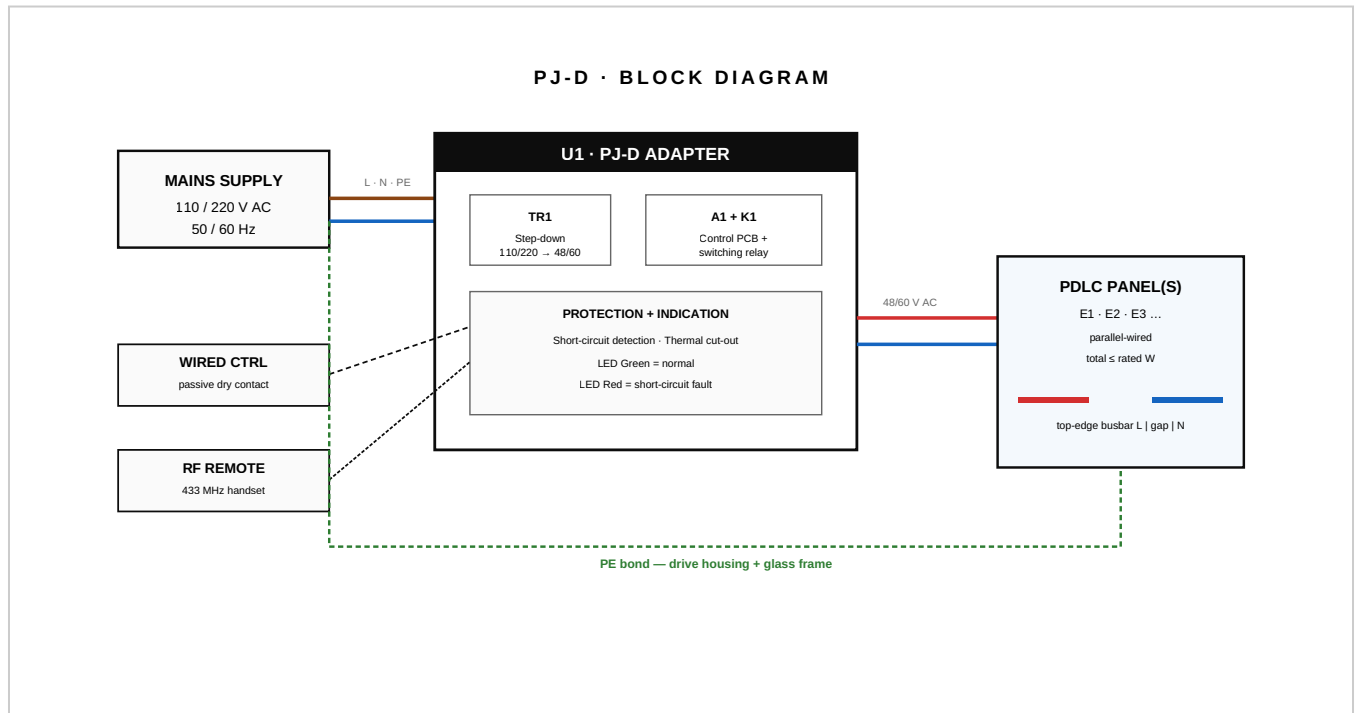 PJ-D · BLOCK DIAGRAM
MAINS SUPPLY
110 / 220 V AC
50 / 60 Hz
L · N · PE
U1 · PJ-D ADAPTER
TR1
Step-down
110/220 → 48/60
A1 + K1
Control PCB +
switching relay
PROTECTION + INDICATION
Short-circuit detection · Thermal cut-out
LED Green = normal
LED Red = short-circuit fault
WIRED CTRL
passive dry contact
RF REMOTE
433 MHz handset
48/60 V AC
PDLC PANEL(S)
E1 · E2 · E3 …
parallel-wired
total ≤ rated W
top-edge busbar L | gap | N
PE bond — drive housing + glass frame